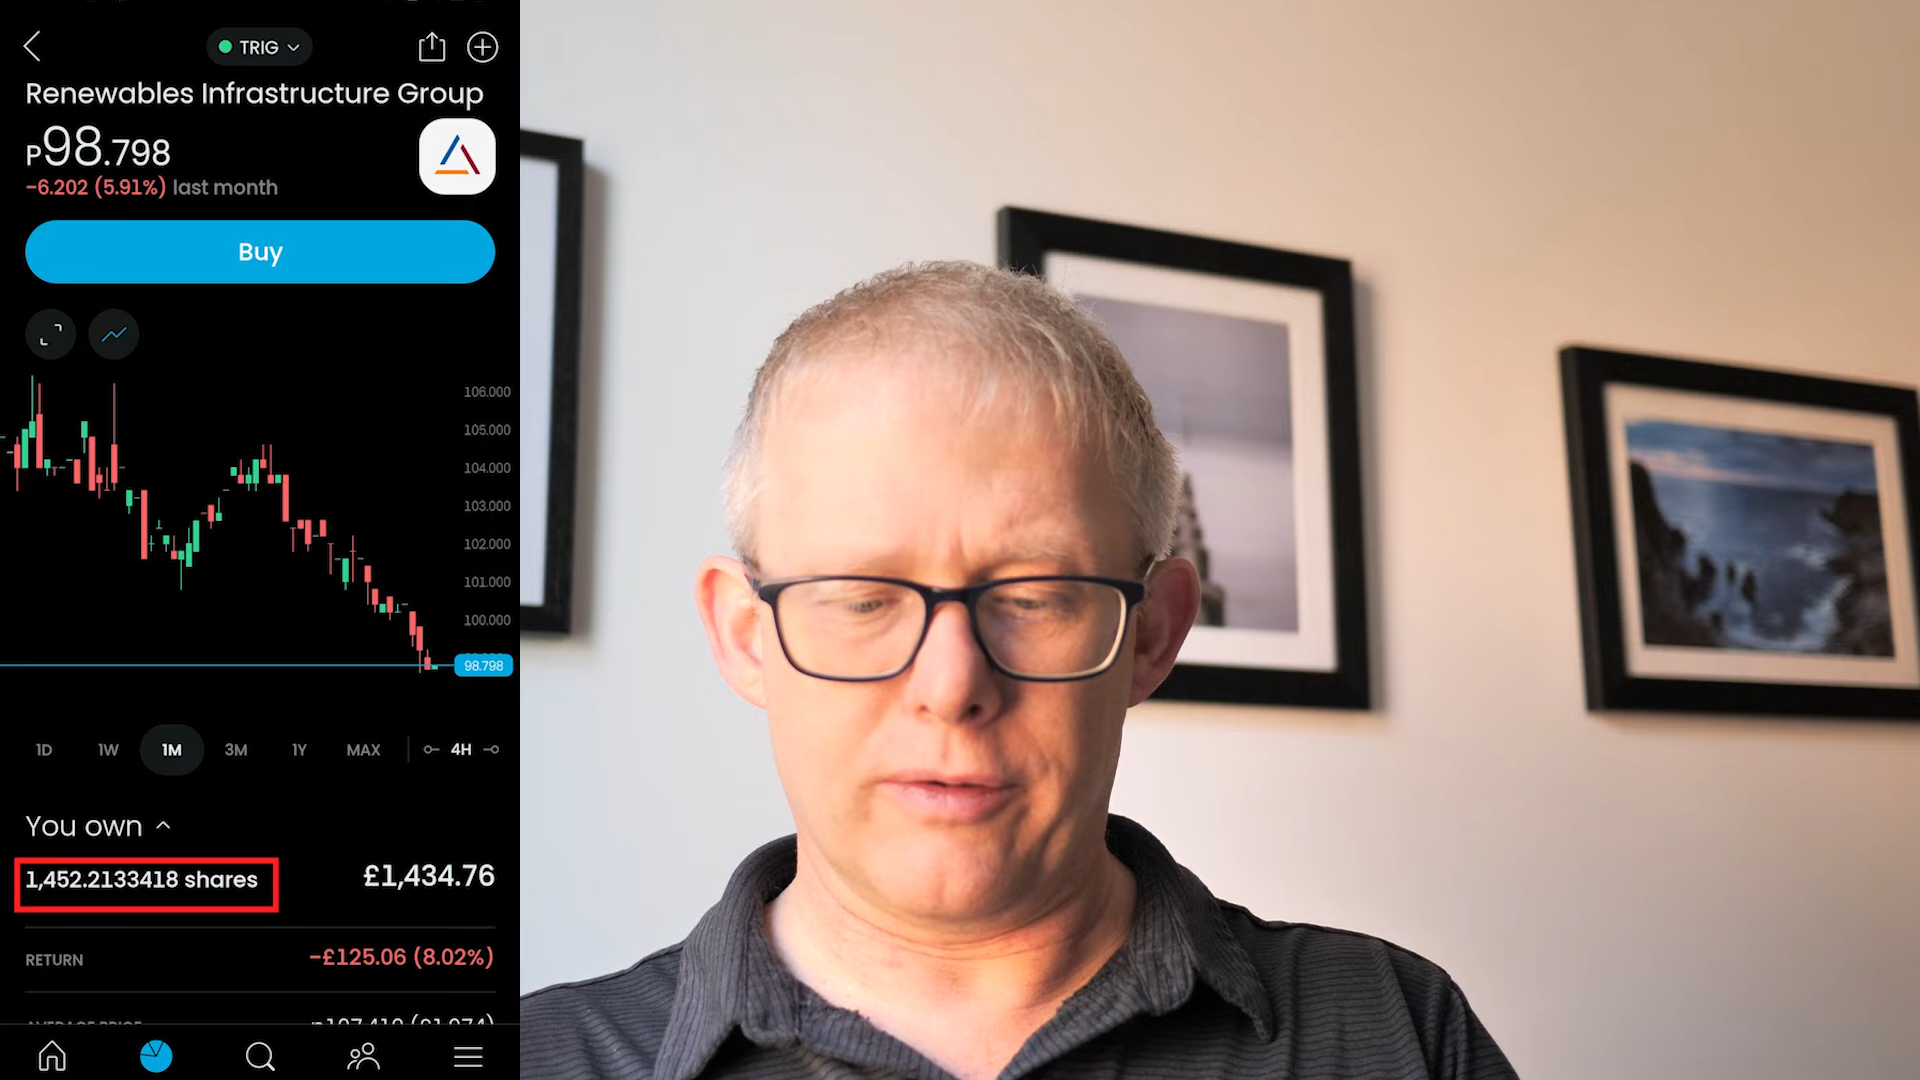 TRIG
Renewables Infrastructure Group
P98.798
-6.202 (5.91%) last month
Buy
106.000
105.000
104.000
103.000
102.000
101.000
100.000
98.798
1D 1W 1M 3M 1Y MAX 4H
You own
1,452.2133418 shares £1,434.76
RETURN -£125.06 (8.02%)